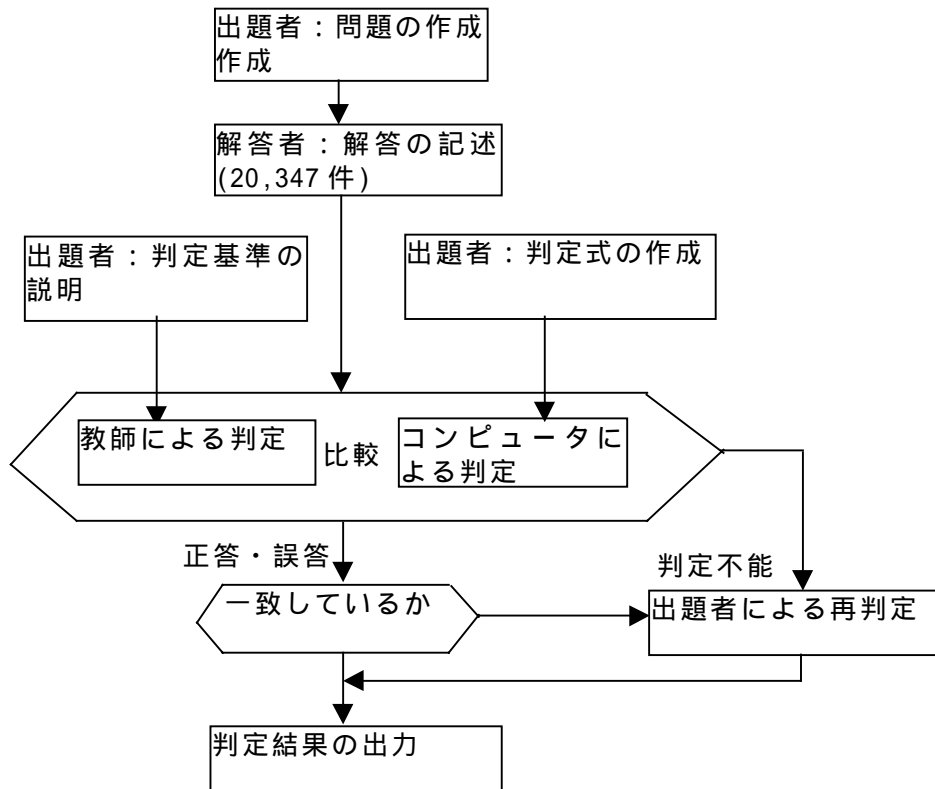 出題者：問題の作成
作成
解答者：解答の記述
(20,347件)
出題者：判定基準の
説明
出題者：判定式の作成
教師による判定
比較
コンピュータに
よる判定
正答・誤答
判定不能
一致しているか
出題者による再判定
判定結果の出力